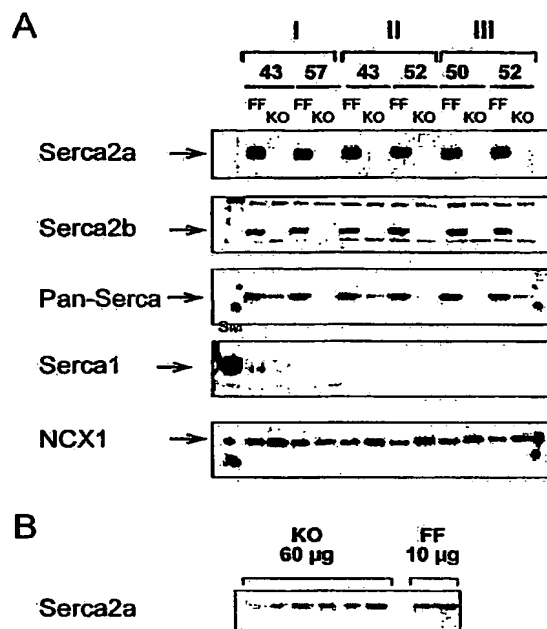 A
I II III
43 57 43 52 50 52
FF KO FF KO FF KO FF KO FF KO FF KO
Serca2a
Serca2b
Pan-Serca
Serca1
NCX1
B
KO FF
60 µg 10 µg
Serca2a